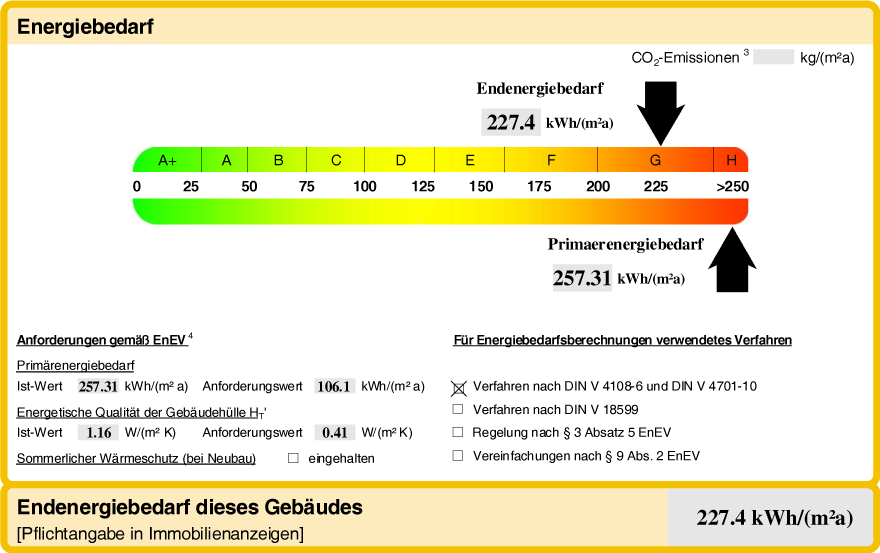 Energiebedarf
CO₂-Emissionen ³ kg/(m²a)
Endenergiebedarf
227.4 kWh/(m²a)
A+ A B C D E F G H
0 25 50 75 100 125 150 175 200 225 >250
Primaerenergiebedarf
257.31 kWh/(m²a)
Anforderungen gemäß EnEV ⁴
Primärenergiebedarf
Ist-Wert 257.31 kWh/(m² a) Anforderungswert 106.1 kWh/(m² a)
Energetische Qualität der Gebäudehülle H_T'
Ist-Wert 1.16 W/(m² K) Anforderungswert 0.41 W/(m² K)
Sommerlicher Wärmeschutz (bei Neubau) ☐ eingehalten
Für Energiebedarfsberechnungen verwendetes Verfahren
☒ Verfahren nach DIN V 4108-6 und DIN V 4701-10
☐ Verfahren nach DIN V 18599
☐ Regelung nach § 3 Absatz 5 EnEV
☐ Vereinfachungen nach § 9 Abs. 2 EnEV
Endenergiebedarf dieses Gebäudes
[Pflichtangabe in Immobilienanzeigen]
227.4 kWh/(m²a)